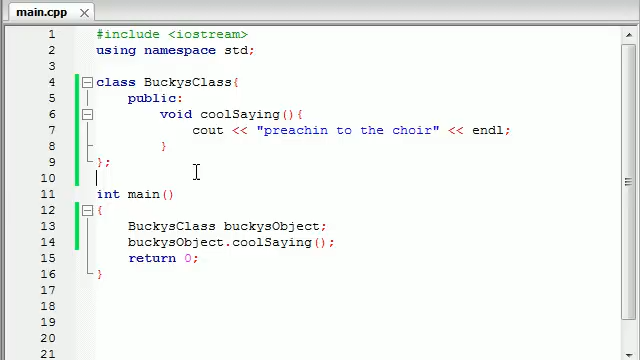 main.cpp
1 #include <iostream>
2 using namespace std;
3
4 class BuckysClass{
5 public:
6 void coolSaying(){
7 cout << "preachin to the choir" << endl;
8 }
9 };
10
11 int main()
12 {
13 BuckysClass buckysObject;
14 buckysObject.coolSaying();
15 return 0;
16 }
17
18
19
20
21